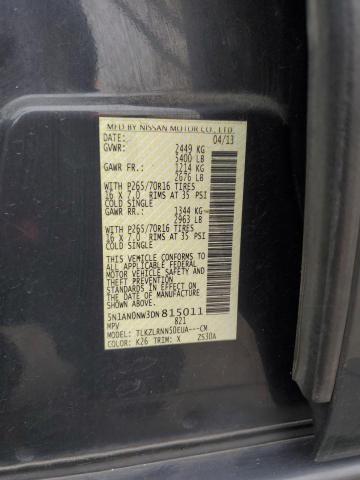 MFD BY NISSAN MOTOR CO., LTD.
DATE: 04/13
GVWR: 2449 KG
5400 LB
GAWR FR: 1214 KG
2676 LB
WITH P265/70R16 TIRES
16 X 7.0 RIMS AT 35 PSI
COLD SINGLE
GAWR RR: 1344 KG
2963 LB
WITH P265/70R16 TIRES
16 X 7.0 RIMS AT 35 PSI
COLD SINGLE
THIS VEHICLE CONFORMS TO ALL
APPLICABLE U.S. FEDERAL
MOTOR VEHICLE SAFETY AND
THEFT PREVENTION
STANDARDS IN EFFECT ON THE
DATE OF MANUFACTURE SHOWN
ABOVE.
5N1AN0NW3DN815011
MPV 821
MODEL: TLKZLRNN50EUA---CM
COLOR: K26 TRIM: X ZS30A